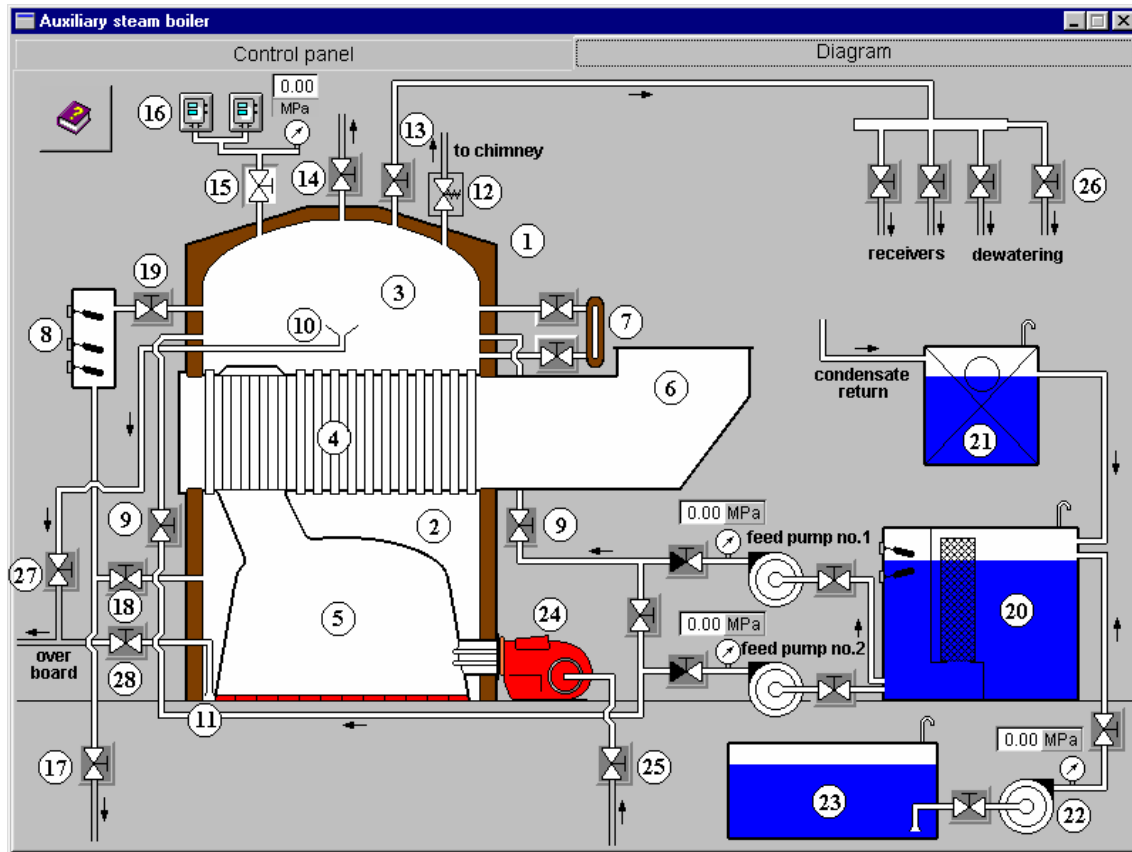 Auxiliary steam boiler
Control panel
Diagram
?
0.00
MPa
16
13
to chimney
15
14
12
26
1
receivers
dewatering
19
3
8
10
7
condensate
return
6
21
4
9
2
9
0.00 MPa
feed pump no.1
27
18
5
24
0.00 MPa
20
feed pump no.2
over
board
28
11
17
25
0.00 MPa
23
22